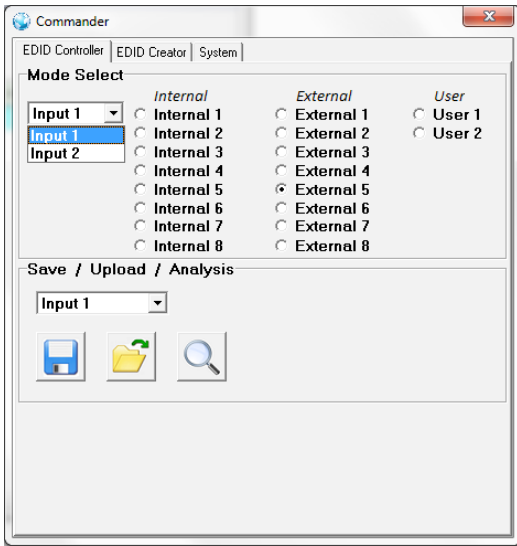 Commander
EDID Controller EDID Creator System
Mode Select
Internal External User
Input 1 Internal 1 External 1 User 1
Input 1 Internal 2 External 2 User 2
Input 2 Internal 3 External 3
Internal 4 External 4
Internal 5 External 5
Internal 6 External 6
Internal 7 External 7
Internal 8 External 8
Save / Upload / Analysis
Input 1